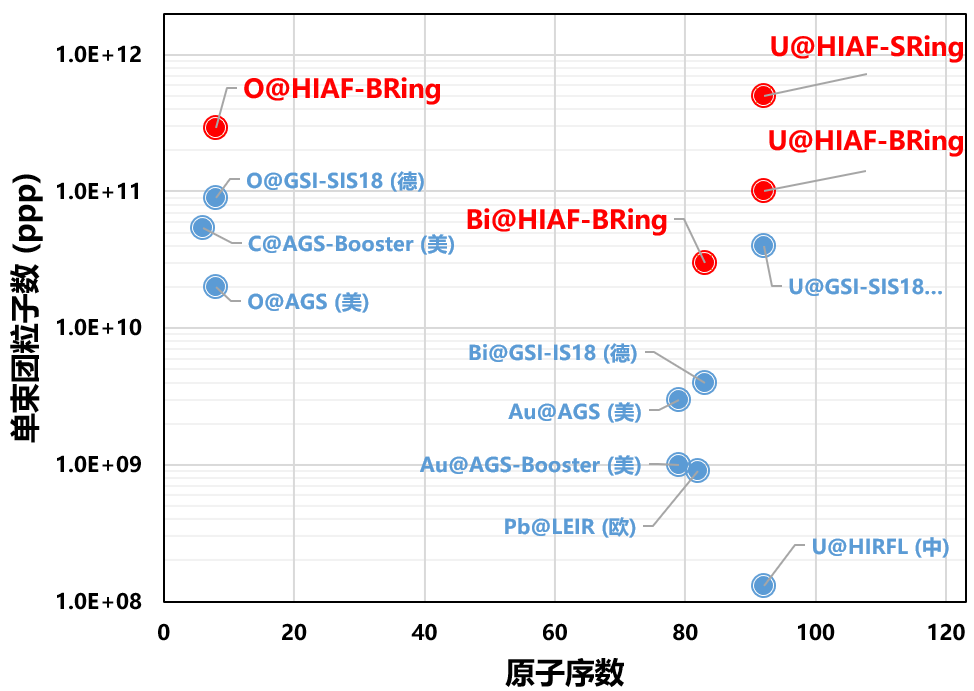 1.0E+12
1.0E+11
1.0E+10
1.0E+09
1.0E+08
单束团粒子数 (ppp)
U@HIAF-SRing
O@HIAF-BRing
U@HIAF-BRing
O@GSI-SIS18 (德)
Bi@HIAF-BRing
C@AGS-Booster (美)
U@GSI-SIS18...
O@AGS (美)
Bi@GSI-IS18 (德)
Au@AGS (美)
Au@AGS-Booster (美)
Pb@LEIR (欧)
U@HIRFL (中)
0 20 40 60 80 100 120
原子序数